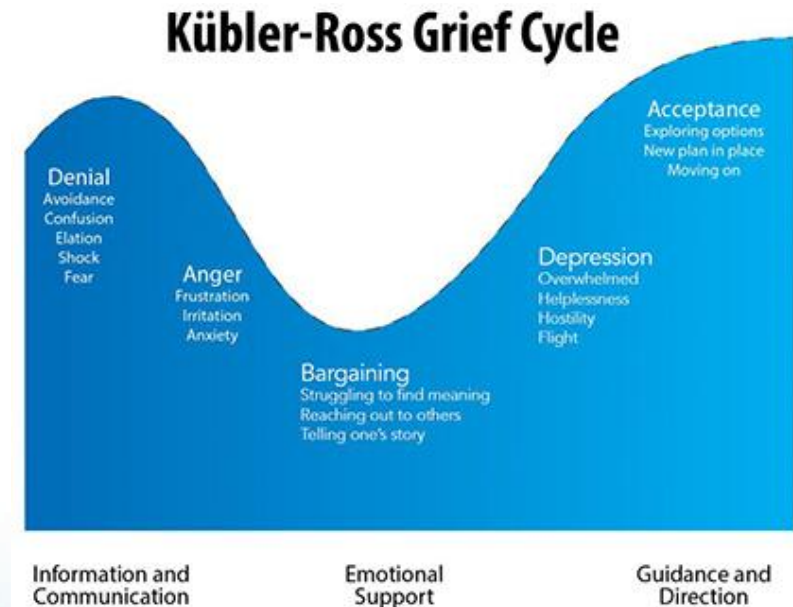 Kübler-Ross Grief Cycle
Denial
Avoidance
Confusion
Elation
Shock
Fear
Anger
Frustration
Irritation
Anxiety
Bargaining
Struggling to find meaning
Reaching out to others
Telling one's story
Depression
Overwhelmed
Helplessness
Hostility
Flight
Acceptance
Exploring options
New plan in place
Moving on
Information and
Communication
Emotional
Support
Guidance and
Direction